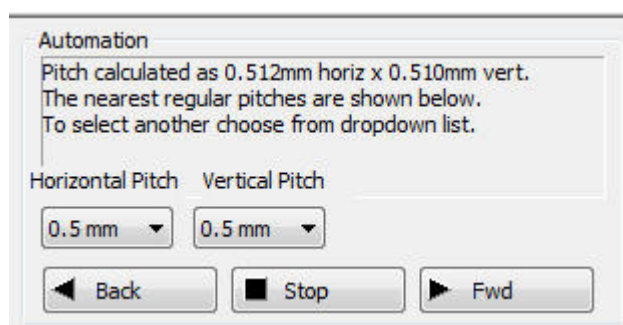 Automation
Pitch calculated as 0.512mm horiz x 0.510mm vert.
The nearest regular pitches are shown below.
To select another choose from dropdown list.
Horizontal Pitch Vertical Pitch
0.5 mm 0.5 mm
Back Stop Fwd